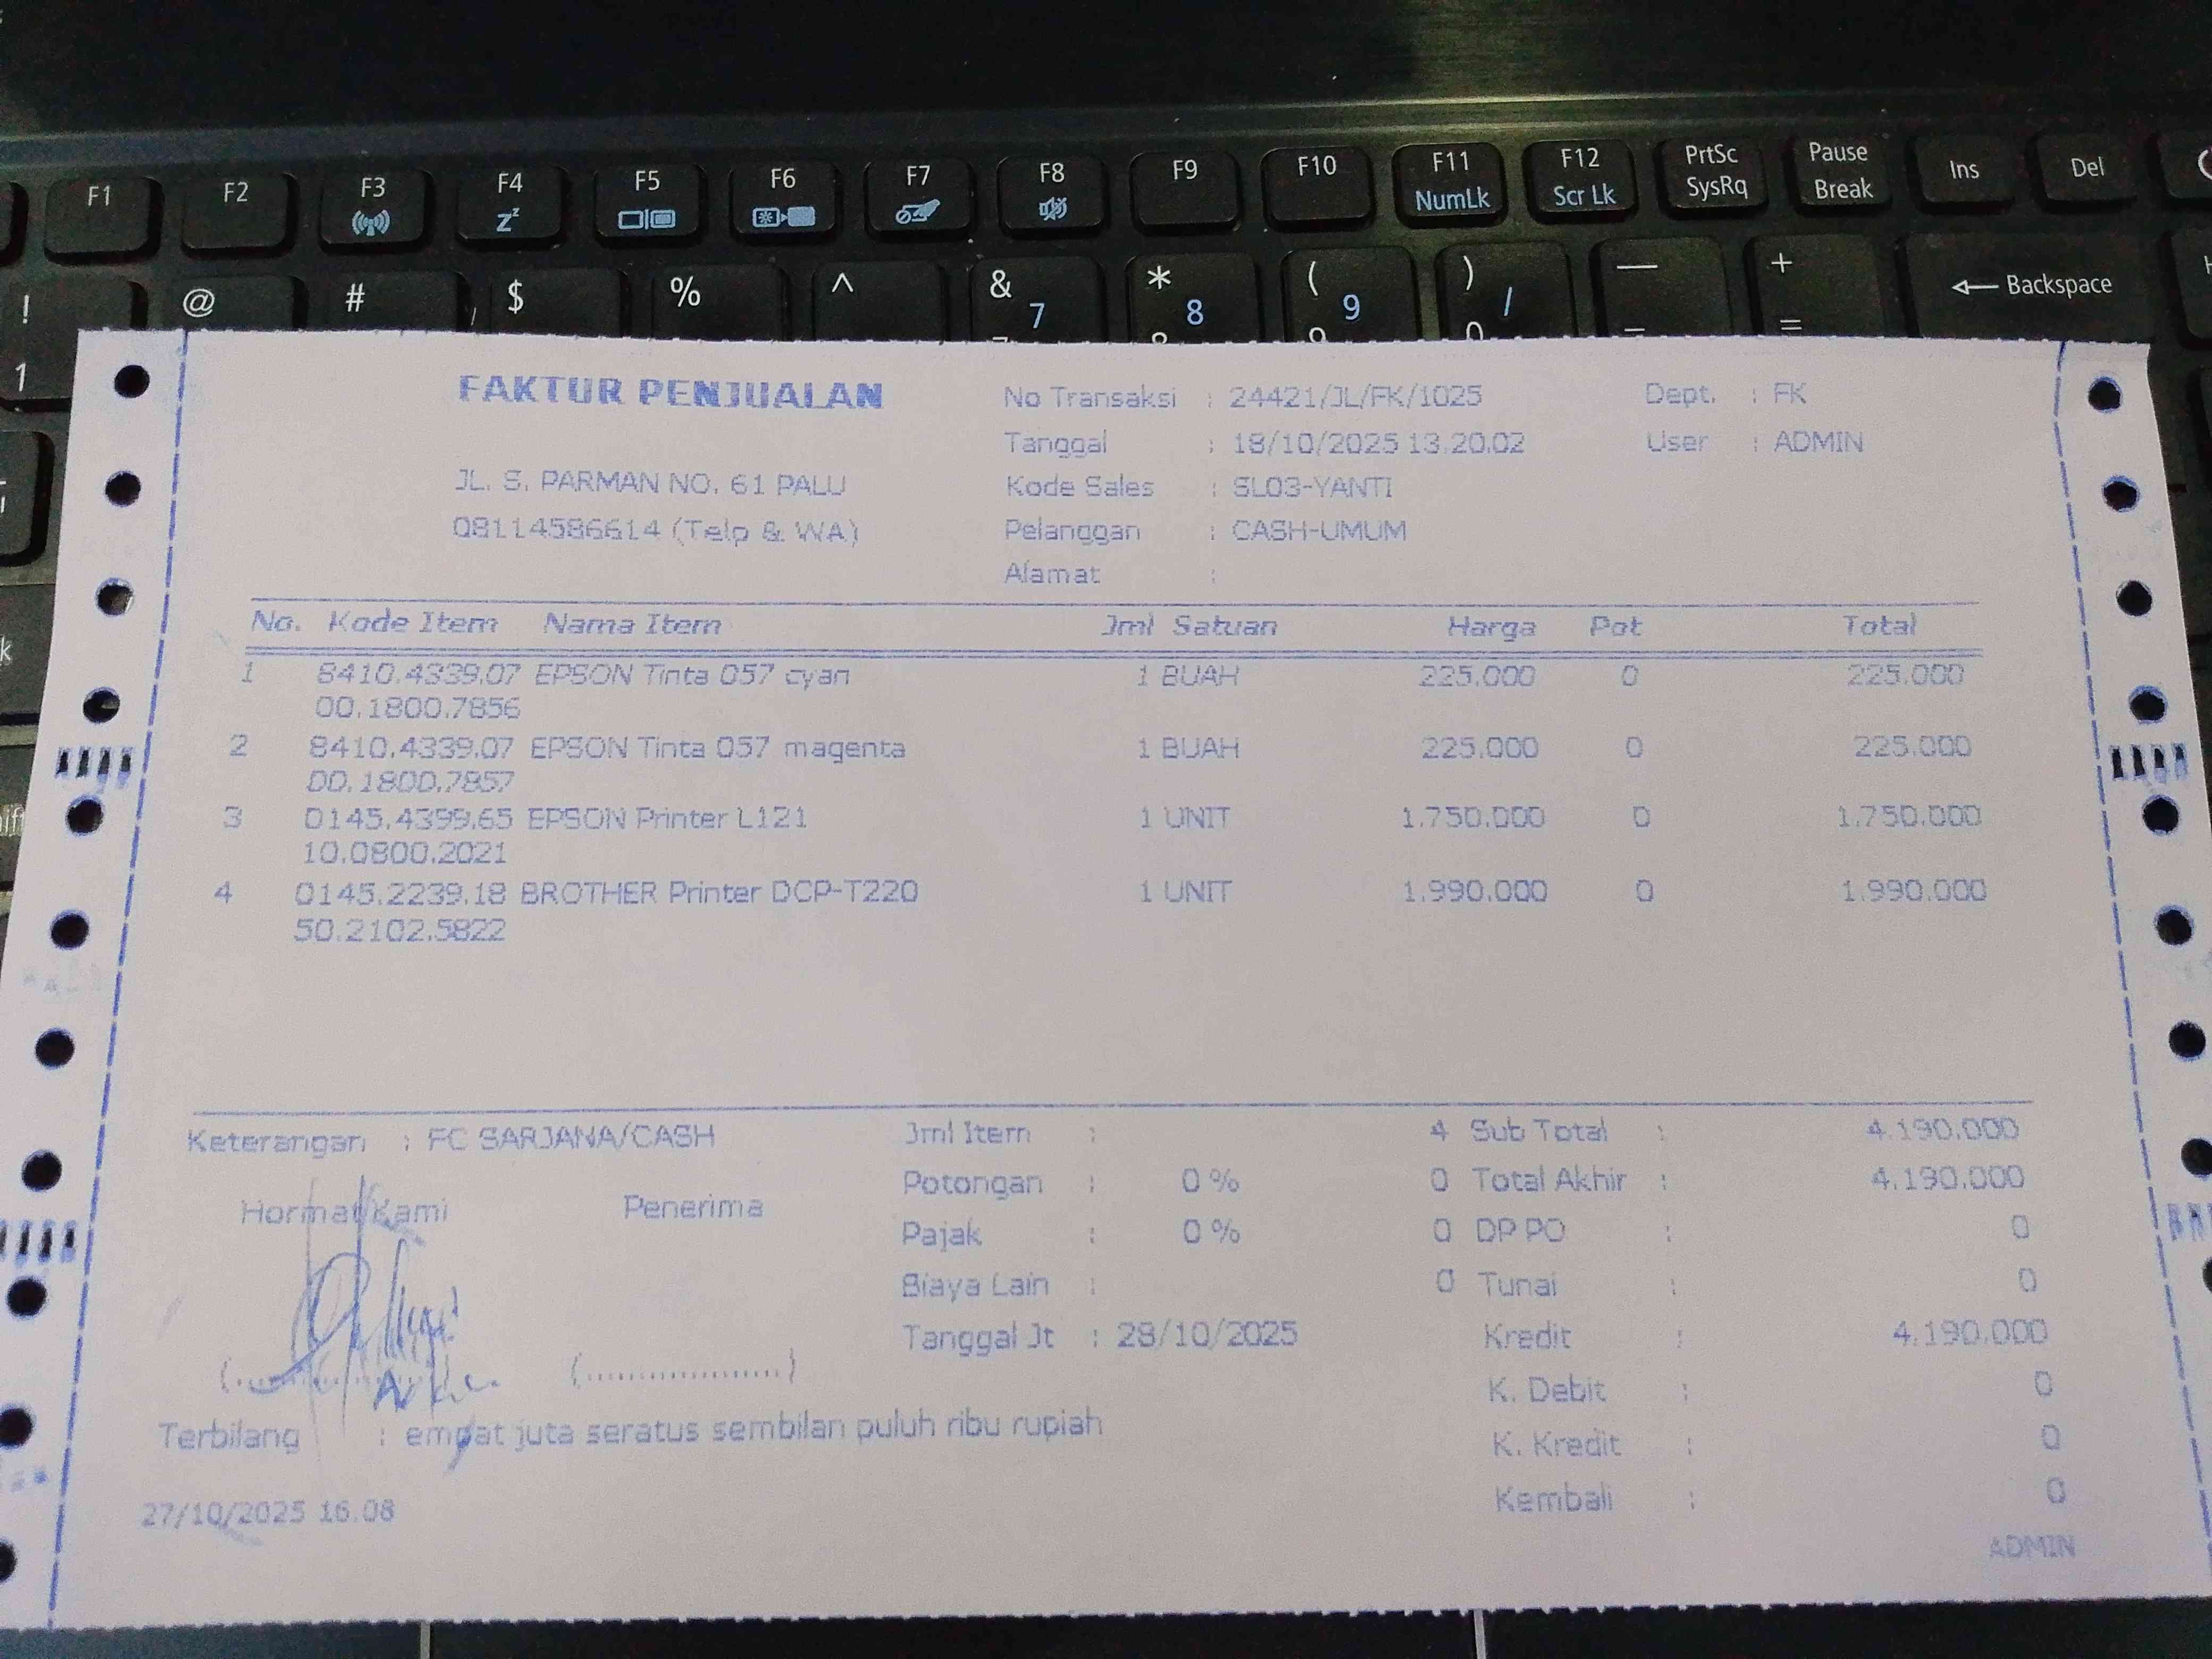 F1 F2 F3 F4 F5 F6 F7 F8 F9 F10 F11 F12 PrtSc Pause Ins Del
z z NumLk Scr Lk SysRq Break
! @ # $ % ^ & * ( ) — + ← Backspace
1 7 8 9 / =
FAKTUR PENJUALAN
JL. S. PARMAN NO. 61 PALU
08114586614 (Telp & WA)
No Transaksi : 24421/JL/FK/1025 Dept. : FK
Tanggal : 18/10/2025 13.20.02 User : ADMIN
Kode Sales : SL03-YANTI
Pelanggan : CASH-UMUM
Alamat :
No. Kode Item Nama Item Jml Satuan Harga Pot Total
1 8410.4339.07 EPSON Tinta 057 cyan 1 BUAH 225.000 0 225.000
00.1800.7856
2 8410.4339.07 EPSON Tinta 057 magenta 1 BUAH 225.000 0 225.000
00.1800.7857
3 0145.4399.65 EPSON Printer L121 1 UNIT 1.750.000 0 1.750.000
10.0800.2021
4 0145.2239.18 BROTHER Printer DCP-T220 1 UNIT 1.990.000 0 1.990.000
50.2102.5822
Keterangan : FC SARJANA/CASH Jml Item : 4 Sub Total : 4.190.000
Potongan : 0 % 0 Total Akhir : 4.190.000
Hormat Kami Penerima
Pajak : 0 % 0 DP PO : 0
Biaya Lain : 0 Tunai : 0
Tanggal Jt : 28/10/2025 Kredit : 4.190.000
(....................) (....................)
K. Debit : 0
Terbilang : empat juta seratus sembilan puluh ribu rupiah
K. Kredit : 0
Kembali : 0
27/10/2025 16.08
ADMIN